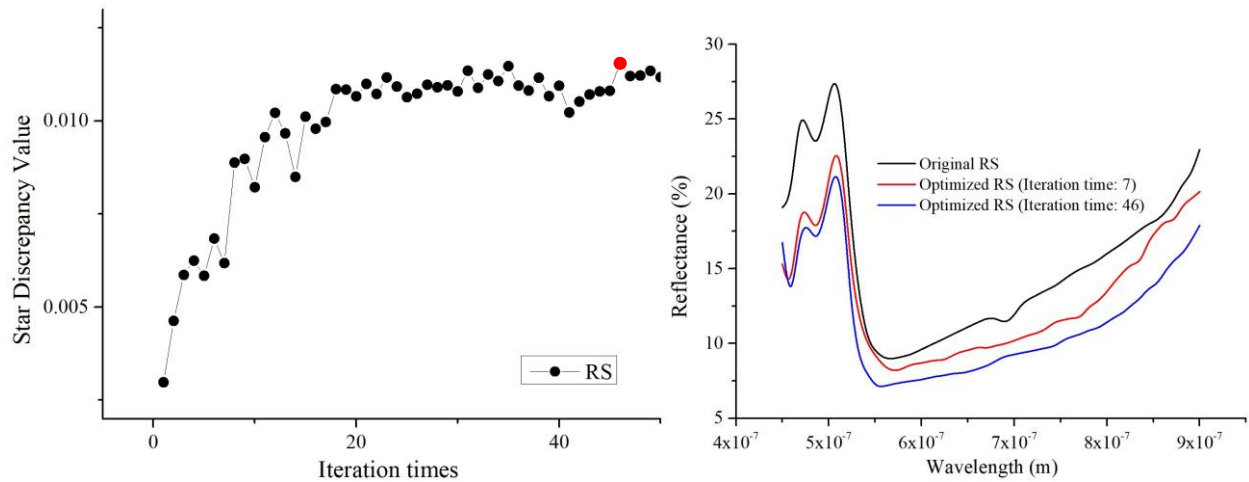 Star Discrepancy Value
0.010
0.005
RS
0
20
40
Iteration times
Reflectance (%)
30
25
20
15
10
5
Original RS
Optimized RS (Iteration time: 7)
Optimized RS (Iteration time: 46)
4x10⁻⁷
5x10⁻⁷
6x10⁻⁷
7x10⁻⁷
8x10⁻⁷
9x10⁻⁷
Wavelength (m)